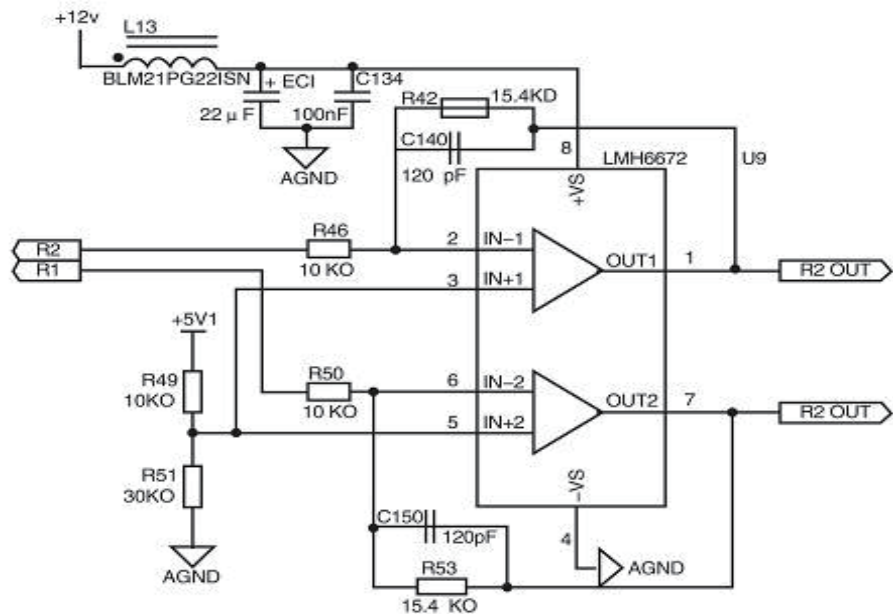 +12v
L13
BLM21PG22ISN
+ ECI
C134
22 µ F
100nF
AGND
R42
15.4KD
C140
120 pF
8
LMH6672
U9
+VS
R2
R46
10 KO
2
IN−1
OUT1
1
R2 OUT
R1
3
IN+1
+5V1
R49
10KO
R50
10 KO
6
IN−2
OUT2
7
R2 OUT
5
IN+2
R51
30KO
−VS
C150
120pF
4
AGND
AGND
R53
15.4 KO